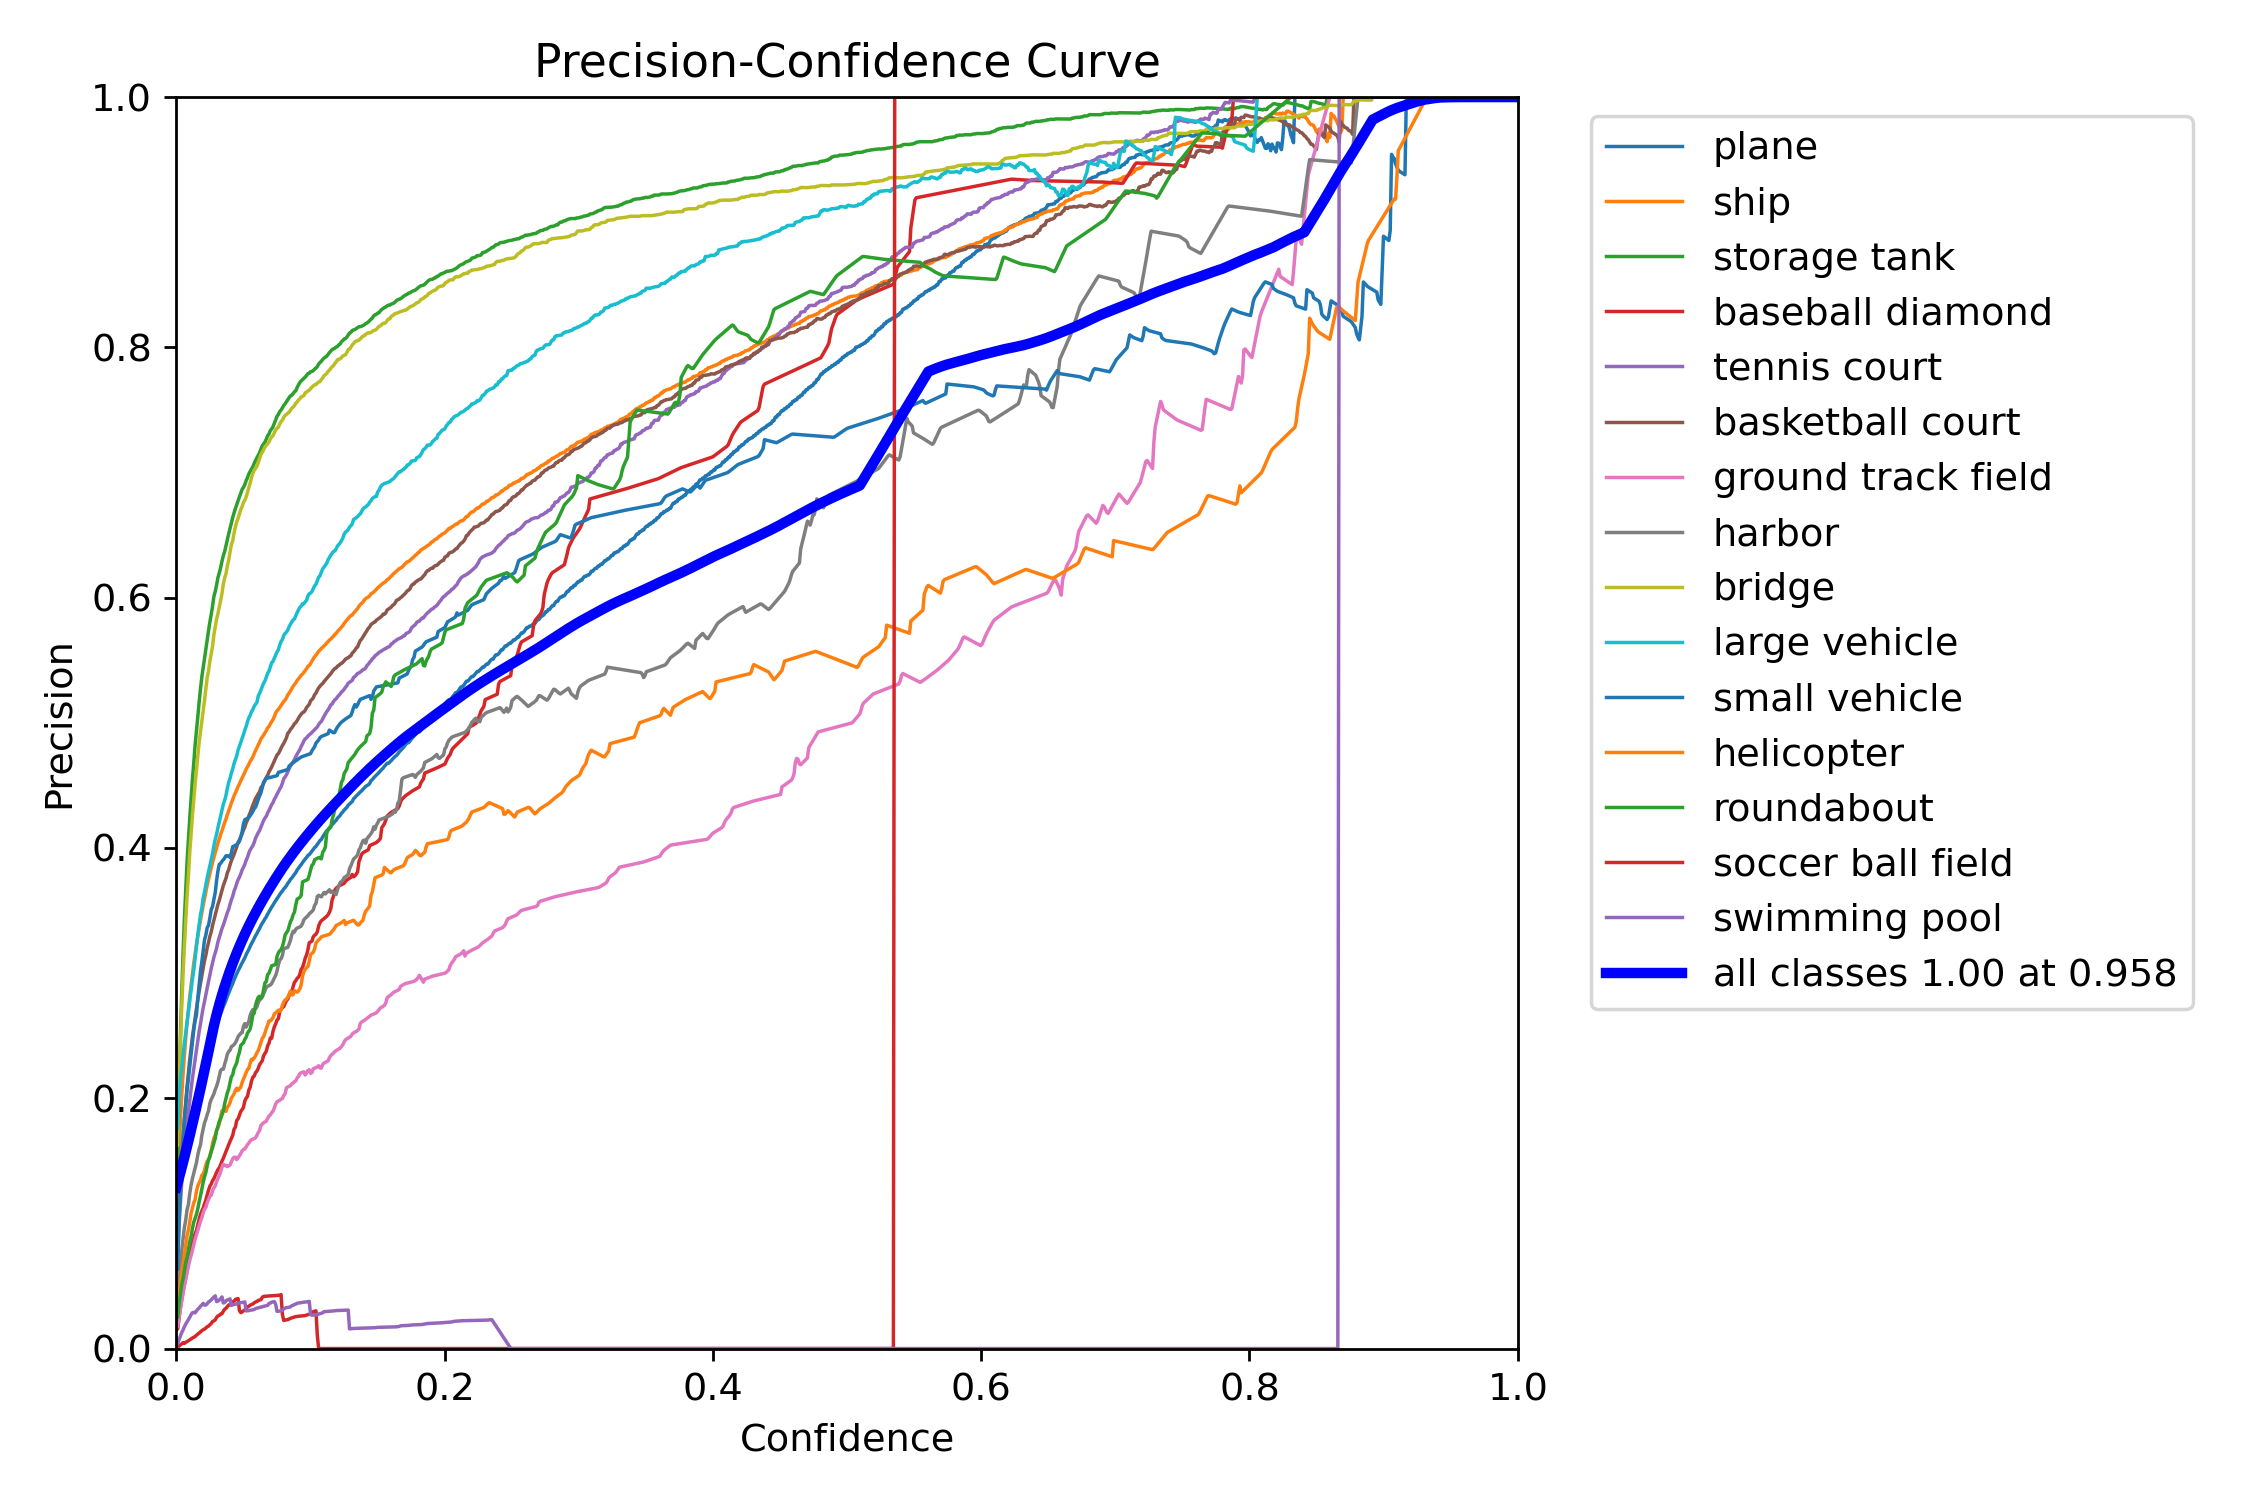 Precision-Confidence Curve
1.0
0.8
0.6
0.4
0.2
0.0
Precision
0.0 0.2 0.4 0.6 0.8 1.0
Confidence
plane
ship
storage tank
baseball diamond
tennis court
basketball court
ground track field
harbor
bridge
large vehicle
small vehicle
helicopter
roundabout
soccer ball field
swimming pool
all classes 1.00 at 0.958